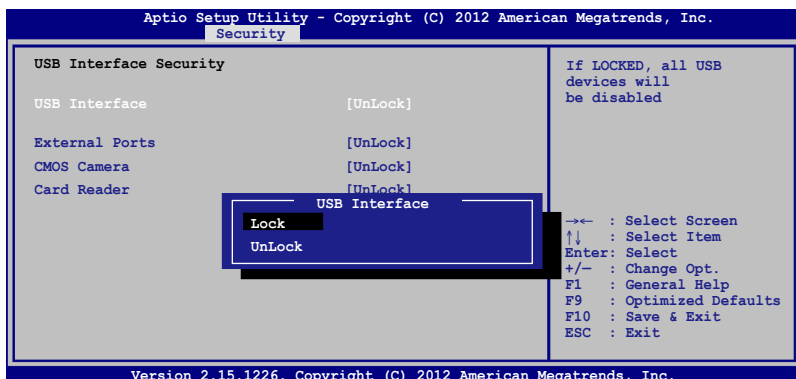 Aptio Setup Utility - Copyright (C) 2012 American Megatrends, Inc.
Security
USB Interface Security
USB Interface [UnLock]
External Ports [UnLock]
CMOS Camera [UnLock]
Card Reader [UnLock]
USB Interface
Lock
UnLock
If LOCKED, all USB
devices will
be disabled
→← : Select Screen
↑↓ : Select Item
Enter: Select
+/— : Change Opt.
F1 : General Help
F9 : Optimized Defaults
F10 : Save & Exit
ESC : Exit
Version 2.15.1226. Copyright (C) 2012 American Megatrends, Inc.